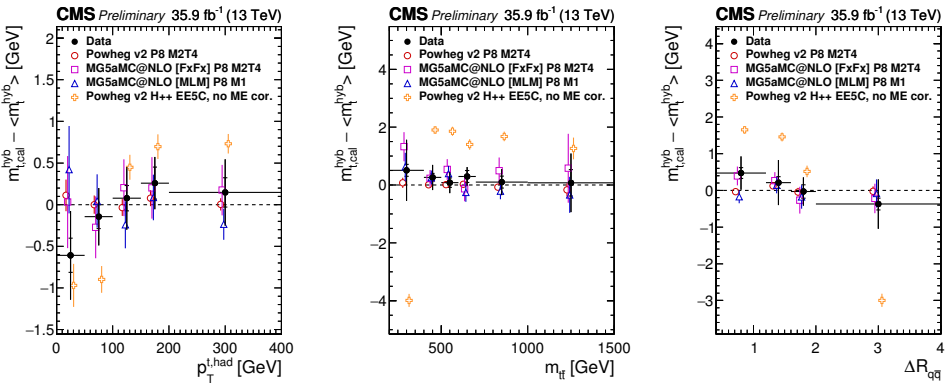 CMS Preliminary 35.9 fb⁻¹ (13 TeV)
Data
Powheg v2 P8 M2T4
MG5aMC@NLO [FxFx] P8 M2T4
MG5aMC@NLO [MLM] P8 M1
Powheg v2 H++ EE5C, no ME cor.
m_{t,cal}^{hyb} − <m_t^{hyb}> [GeV]
2
1.5
1
0.5
0
−0.5
−1
−1.5
0 100 200 300 400
p_T^{t,had} [GeV]
CMS Preliminary 35.9 fb⁻¹ (13 TeV)
Data
Powheg v2 P8 M2T4
MG5aMC@NLO [FxFx] P8 M2T4
MG5aMC@NLO [MLM] P8 M1
Powheg v2 H++ EE5C, no ME cor.
m_{t,cal}^{hyb} − <m_t^{hyb}> [GeV]
4
2
0
−2
−4
500 1000 1500
m_{tt̄} [GeV]
CMS Preliminary 35.9 fb⁻¹ (13 TeV)
Data
Powheg v2 P8 M2T4
MG5aMC@NLO [FxFx] P8 M2T4
MG5aMC@NLO [MLM] P8 M1
Powheg v2 H++ EE5C, no ME cor.
m_{t,cal}^{hyb} − <m_t^{hyb}> [GeV]
4
3
2
1
0
−1
−2
−3
1 2 3 4
ΔR_{qq̄}